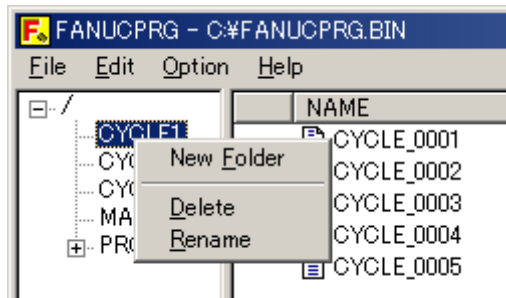 FANUCPRG - C:¥FANUCPRG.BIN
File Edit Option Help
/
NAME
CYCLE1
CYCLE_0001
New Folder
CYCLE_0002
Delete
CYCLE_0003
Rename
CYCLE_0004
CYCLE_0005